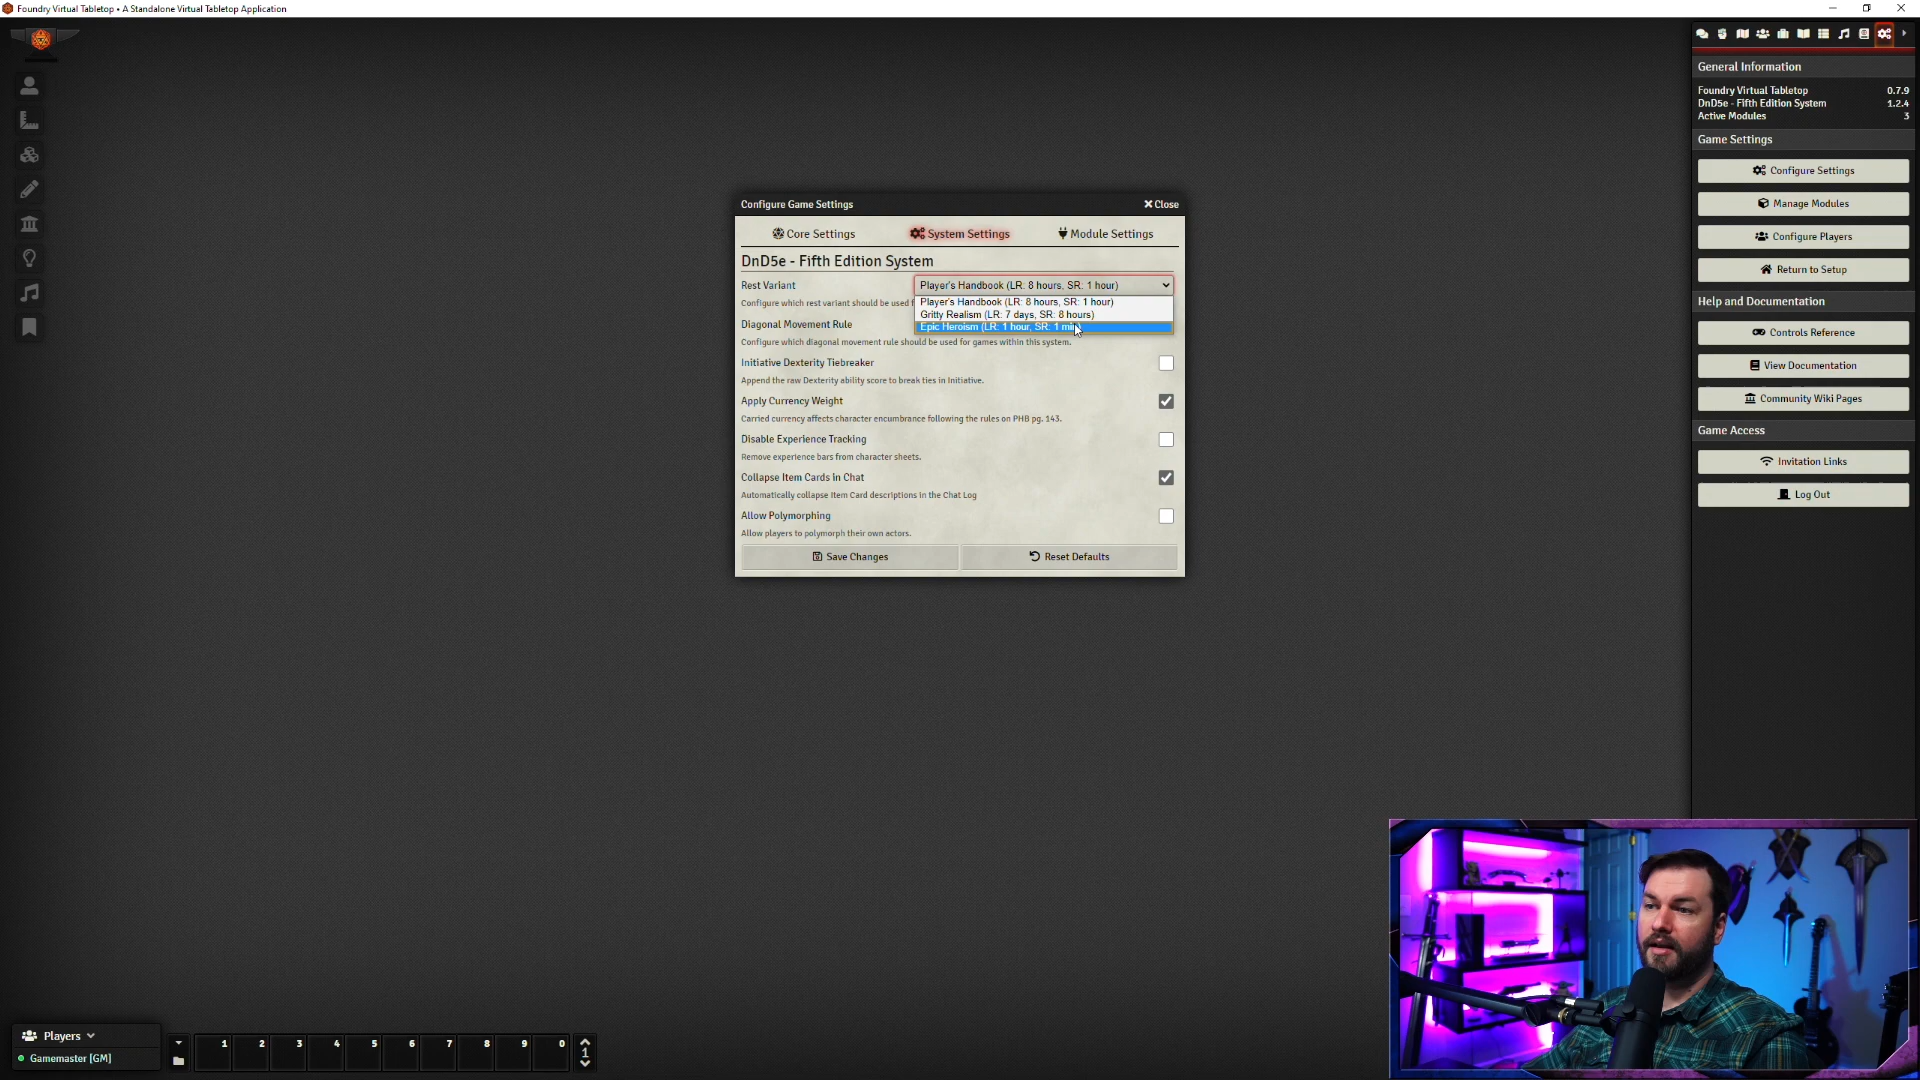 Foundry Virtual Tabletop • A Standalone Virtual Tabletop Application
General Information
Foundry Virtual Tabletop 0.7.9
DnD5e - Fifth Edition System 1.2.4
Active Modules 3
Game Settings
Configure Settings
Manage Modules
Configure Players
Return to Setup
Help and Documentation
Controls Reference
View Documentation
Community Wiki Pages
Game Access
Invitation Links
Log Out
Configure Game Settings Close
Core Settings System Settings Module Settings
DnD5e - Fifth Edition System
Rest Variant Player's Handbook (LR: 8 hours, SR: 1 hour)
Configure which rest variant should be used
Player's Handbook (LR: 8 hours, SR: 1 hour)
Gritty Realism (LR: 7 days, SR: 8 hours)
Epic Heroism (LR: 1 hour, SR: 1 min)
Diagonal Movement Rule
Configure which diagonal movement rule should be used for games within this system.
Initiative Dexterity Tiebreaker
Append the raw Dexterity ability score to break ties in Initiative.
Apply Currency Weight
Carried currency affects character encumbrance following the rules on PHB pg. 143.
Disable Experience Tracking
Remove experience bars from character sheets.
Collapse Item Cards in Chat
Automatically collapse Item Card descriptions in the Chat Log
Allow Polymorphing
Allow players to polymorph their own actors.
Save Changes Reset Defaults
Players
Gamemaster [GM]
1 2 3 4 5 6 7 8 9 0 1